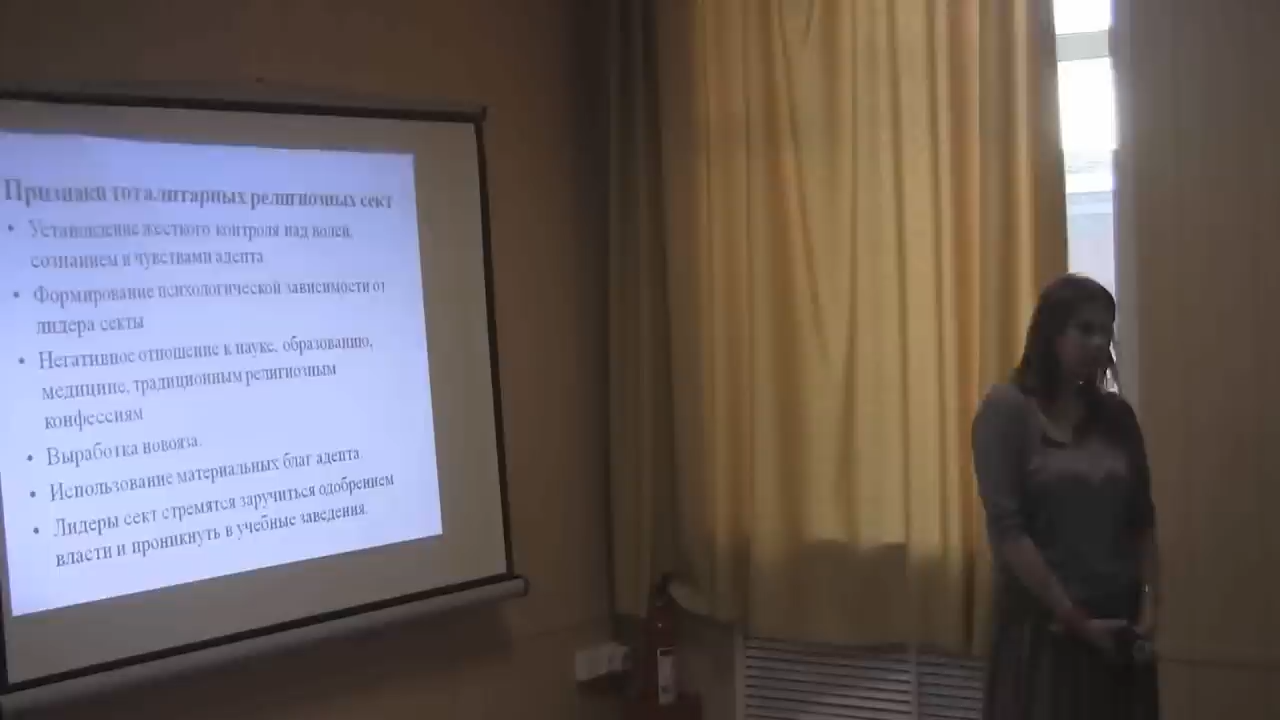 Признаки тоталитарных религиозных сект
• Установление жесткого контроля над волей,
сознанием и чувствами адепта
• Формирование психологической зависимости от
лидера секты
• Негативное отношение к науке, образованию,
медицине, традиционным религиозным
конфессиям
• Выработка новояза.
• Использование материальных благ адепта.
• Лидеры сект стремятся заручиться одобрением
власти и проникнуть в учебные заведения.